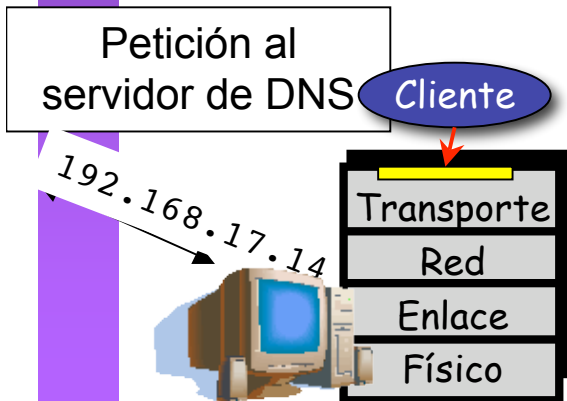 Petición al
servidor de DNS
Cliente
192.168.17.14
Transporte
Red
Enlace
Físico